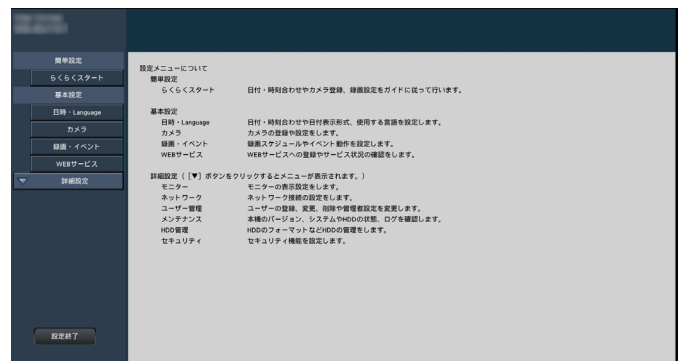 簡単設定
らくらくスタート
基本設定
日時・Language
カメラ
録画・イベント
WEBサービス
▼ 詳細設定
設定終了
設定メニューについて
簡単設定
らくらくスタート 日付・時刻合わせやカメラ登録、録画設定をガイドに従って行います。
基本設定
日時・Language 日付・時刻合わせや日付表示形式、使用する言語を設定します。
カメラ カメラの登録や設定をします。
録画・イベント 録画スケジュールやイベント動作を設定します。
WEBサービス WEBサービスへの登録やサービス状況の確認をします。
詳細設定（［▼］ボタンをクリックするとメニューが表示されます。）
モニター モニターの表示設定をします。
ネットワーク ネットワーク接続の設定をします。
ユーザー管理 ユーザーの登録、変更、削除や管理者設定を変更します。
メンテナンス 本機のバージョン、システムやHDDの状態、ログを確認します。
HDD管理 HDDのフォーマットなどHDDの管理をします。
セキュリティ セキュリティ機能を設定します。